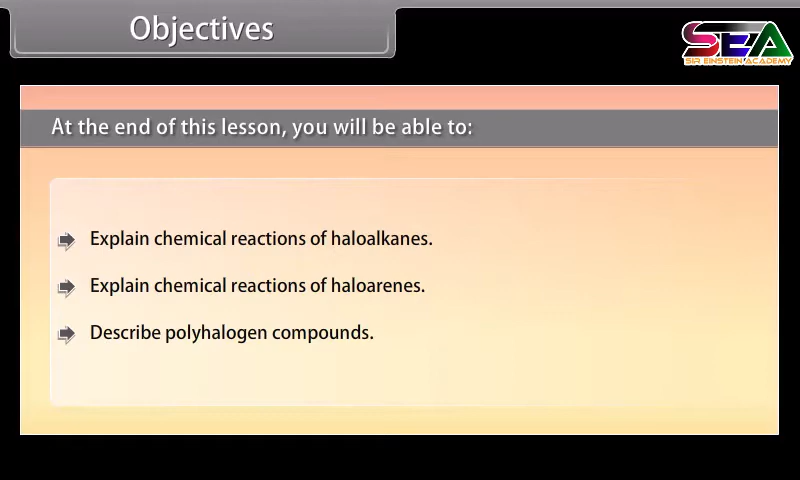 Objectives
SEA
SIR EINSTEIN ACADEMY
At the end of this lesson, you will be able to:
Explain chemical reactions of haloalkanes.
Explain chemical reactions of haloarenes.
Describe polyhalogen compounds.